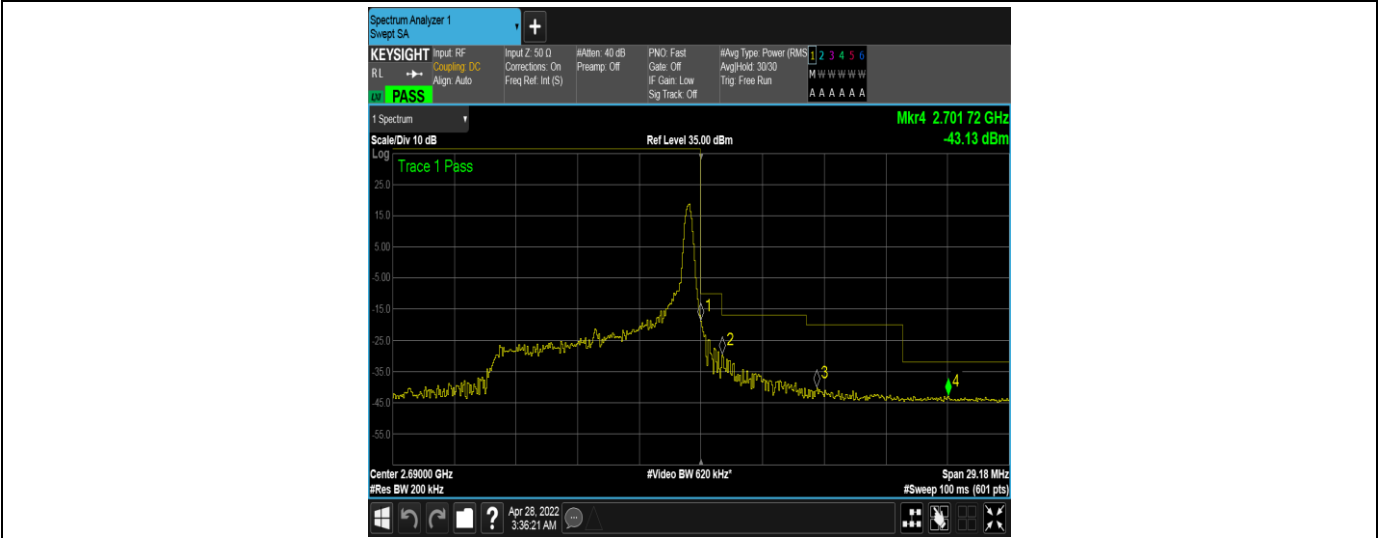 Spectrum Analyzer 1
Swept SA
+
KEYSIGHT Input: RF Input Z: 50 Ω #Atten: 40 dB PNO: Fast #Avg Type: Power (RMS 1 2 3 4 5 6
Coupling: DC Corrections: On Preamp: Off Gate: Off Avg|Hold: 30/30 M W W W W W
R L Align: Auto Freq Ref: Int (S) IF Gain: Low Trig: Free Run
Sig Track: Off A A A A A A
PASS
1 Spectrum Mkr4 2.701 72 GHz
Scale/Div 10 dB Ref Level 35.00 dBm -43.13 dBm
Log
Trace 1 Pass
25.0
15.0
5.00
-5.00
-15.0
1
-25.0
2
-35.0
3
4
-45.0
-55.0
Center 2.69000 GHz #Video BW 620 kHz* Span 29.18 MHz
#Res BW 200 kHz #Sweep 100 ms (601 pts)
? Apr 28, 2022
3:36:21 AM